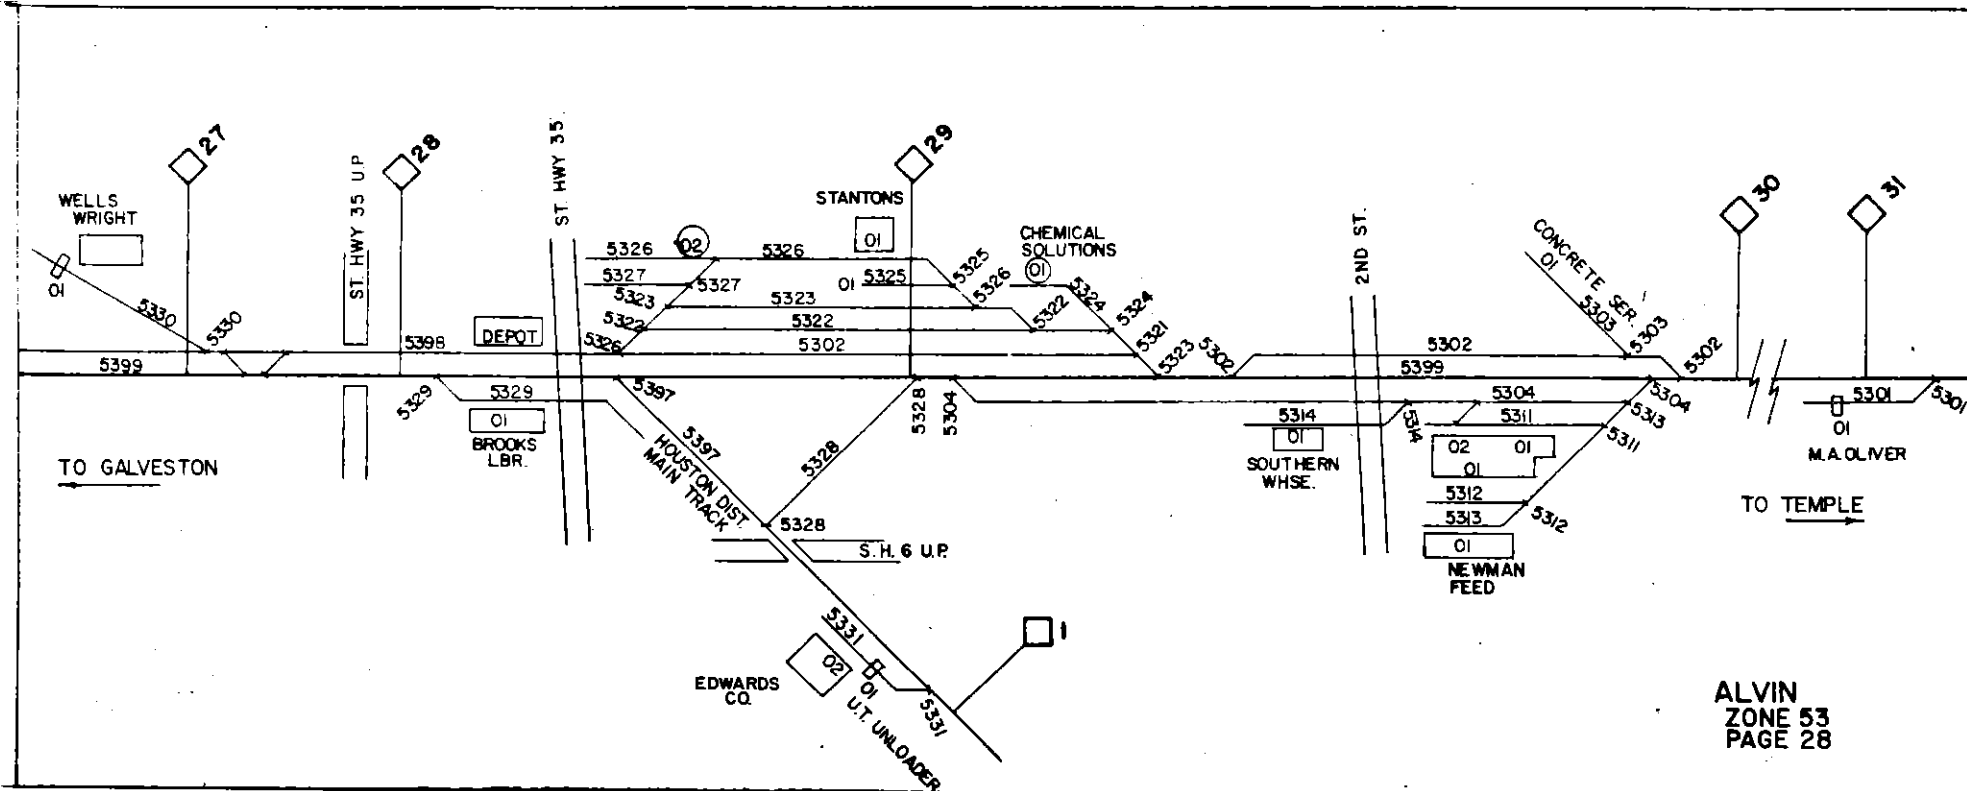 27
28
29
30
31
WELLS
WRIGHT
01
5330
5330
ST. HWY 35 U.P
ST. HWY 35
5398
5399
DEPOT
5329
5329
01
BROOKS
LBR.
TO GALVESTON
5326
02
5326
5327
5327
5323
5323
5322
5322
5326
5302
STANTONS
01
01
5325
5325
5326
5322
CHEMICAL
SOLUTIONS
01
5324
5324
5321
5323
5302
5397
5397
HOUSTON DIST.
MAIN TRACK
5328
5328
5328
5304
S.H. 6 U.P.
2ND ST.
5302
5399
CONCRETE SER.
01
5303
5303
5302
5304
5304
5313
5311
5311
5314
5314
01
SOUTHERN
WHSE.
02
01
01
5312
5312
5313
01
NEWMAN
FEED
5301
5301
01
M.A.OLIVER
TO TEMPLE
5331
5331
02
01
EDWARDS
CO.
U.T. UNLOADER
1
ALVIN
ZONE 53
PAGE 28